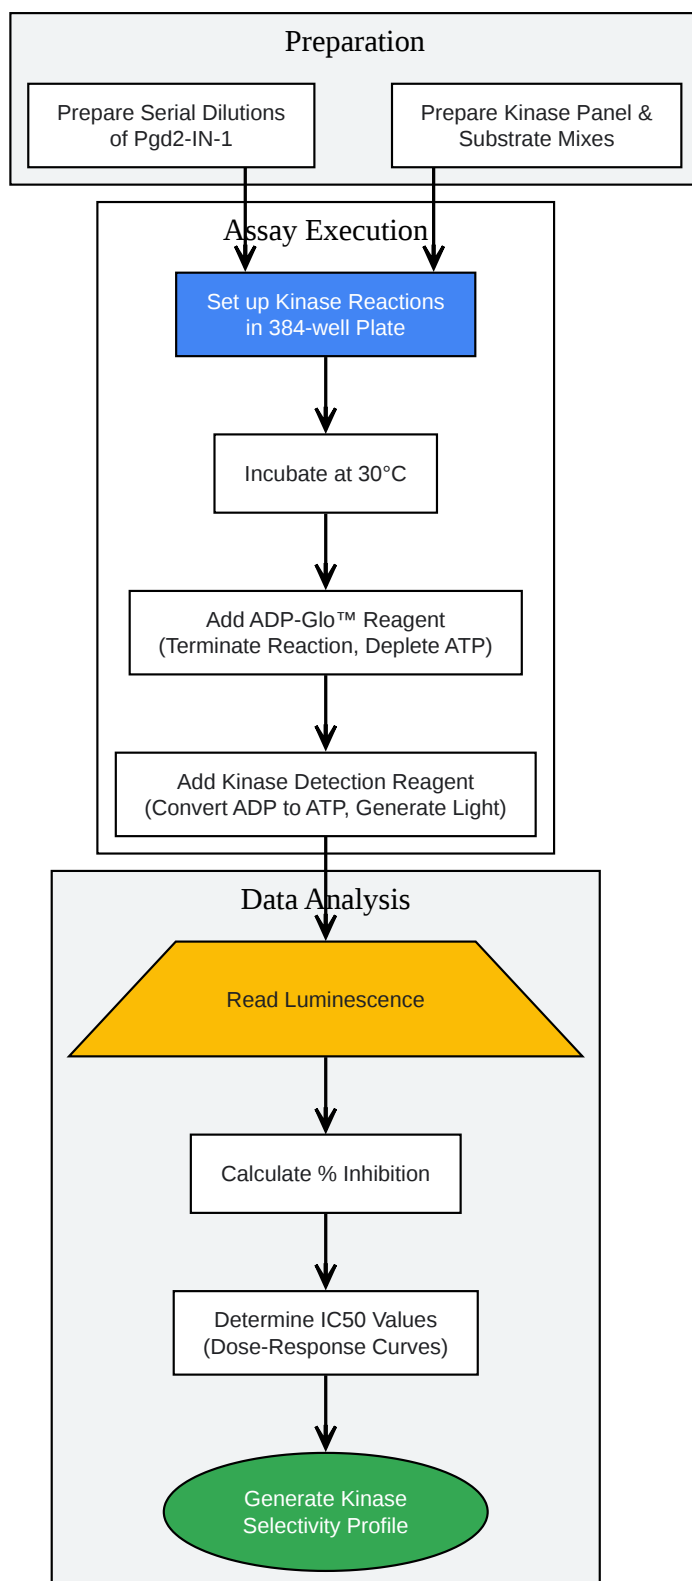 Preparation
Prepare Serial Dilutions
of Pgd2-IN-1
Prepare Kinase Panel &
Substrate Mixes
Assay Execution
Set up Kinase Reactions
in 384-well Plate
Incubate at 30°C
Add ADP-Glo™ Reagent
(Terminate Reaction, Deplete ATP)
Add Kinase Detection Reagent
(Convert ADP to ATP, Generate Light)
Data Analysis
Read Luminescence
Calculate % Inhibition
Determine IC50 Values
(Dose-Response Curves)
Generate Kinase
Selectivity Profile